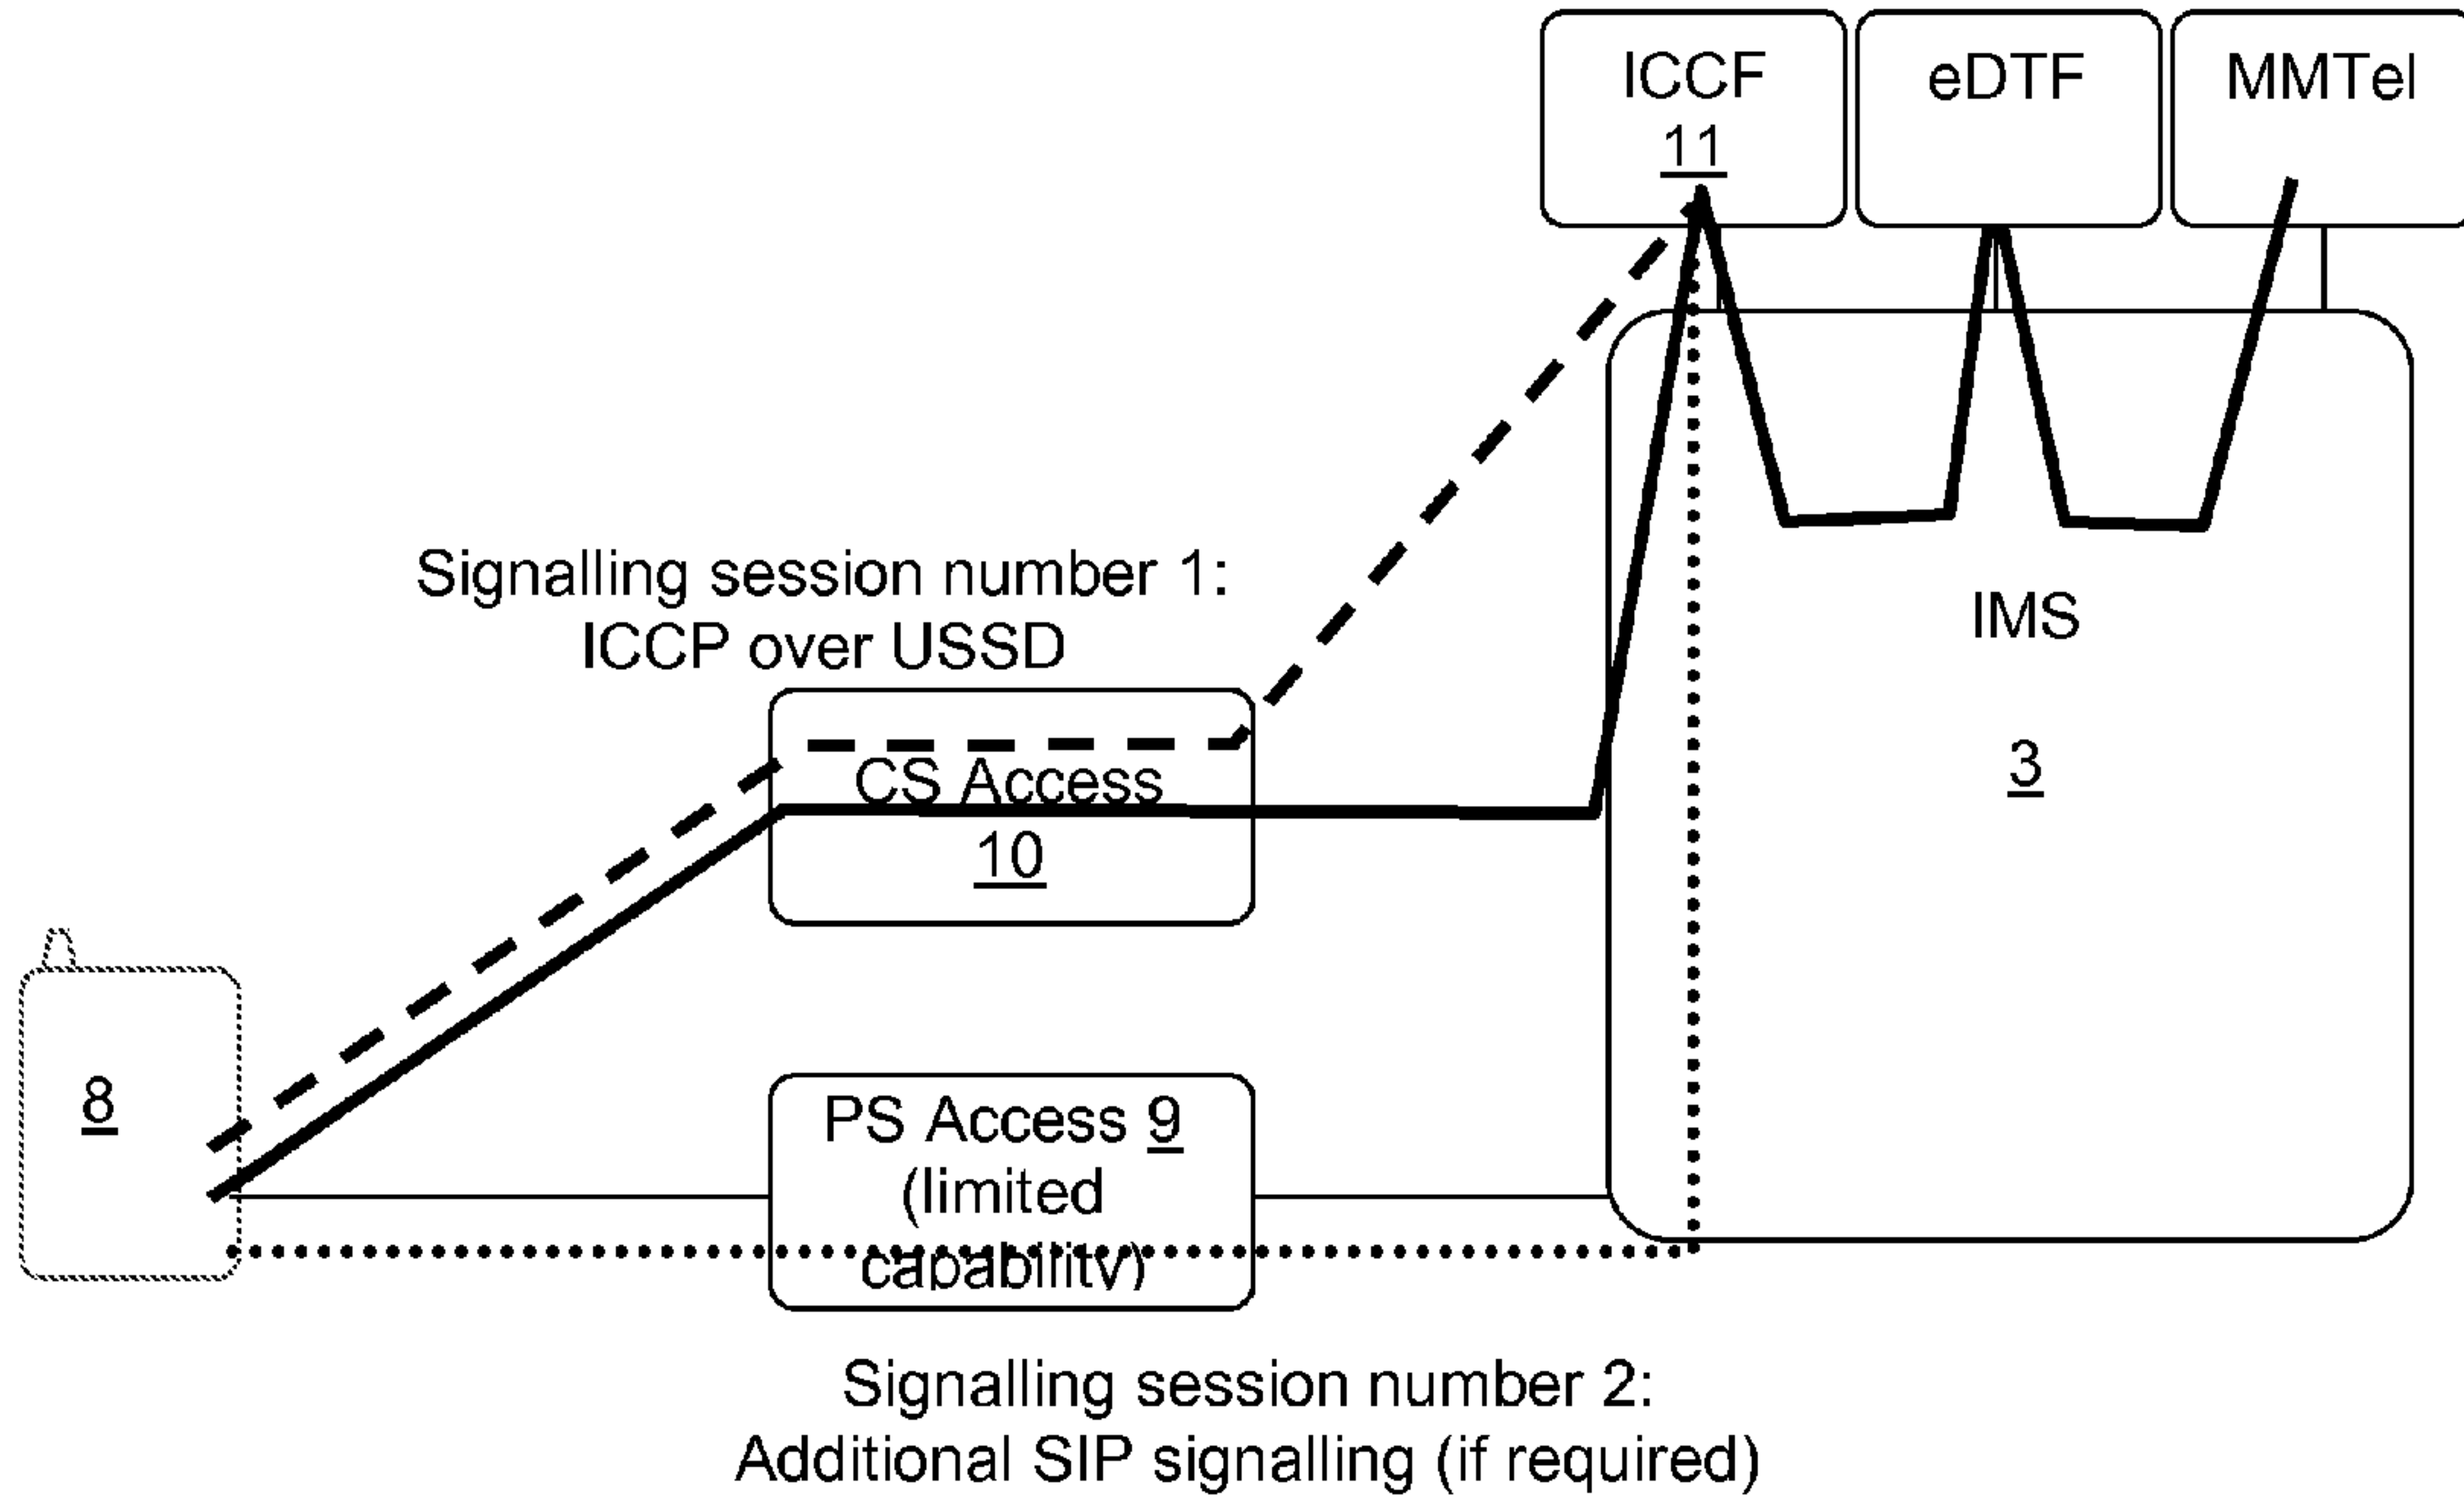 ICCF
11
eDTF
MMTel
Signalling session number 1:
ICCP over USSD
IMS
3
CS Access
10
8
PS Access 9
(limited
capability)
Signalling session number 2:
Additional SIP signalling (if required)